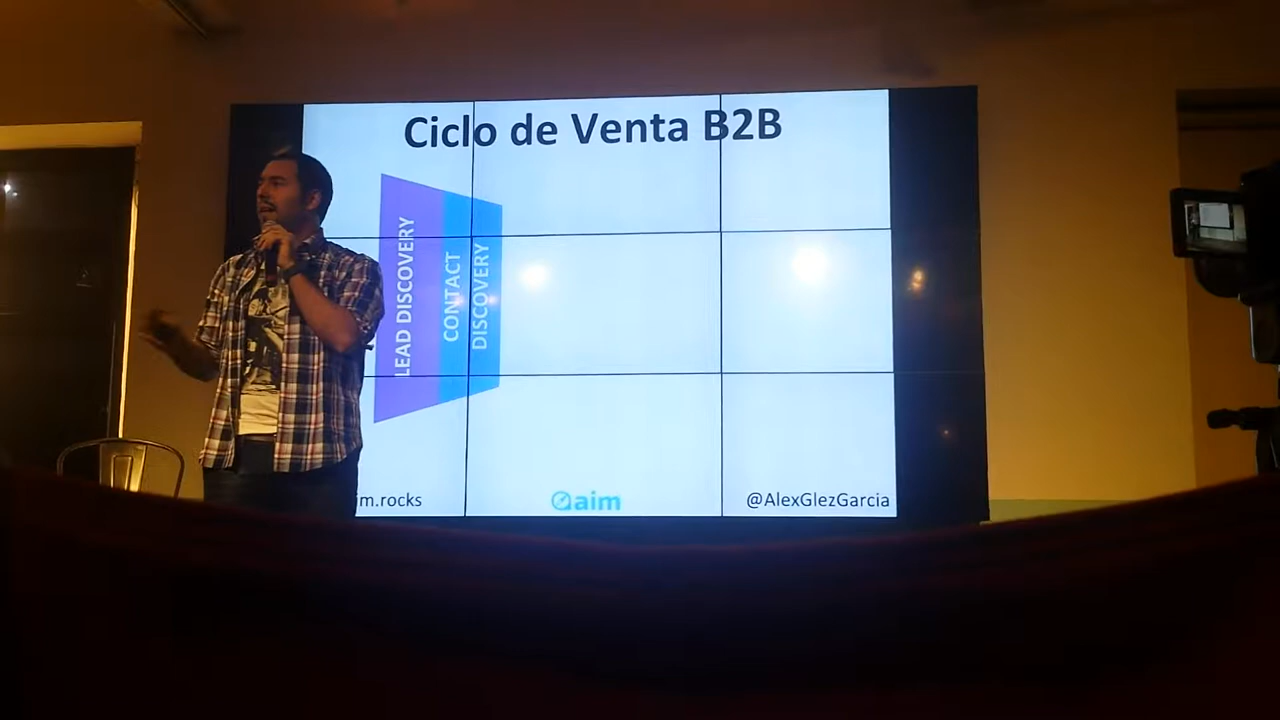 Ciclo de Venta B2B
LEAD DISCOVERY
CONTACT
DISCOVERY
im.rocks
aim
@AlexGlezGarcia